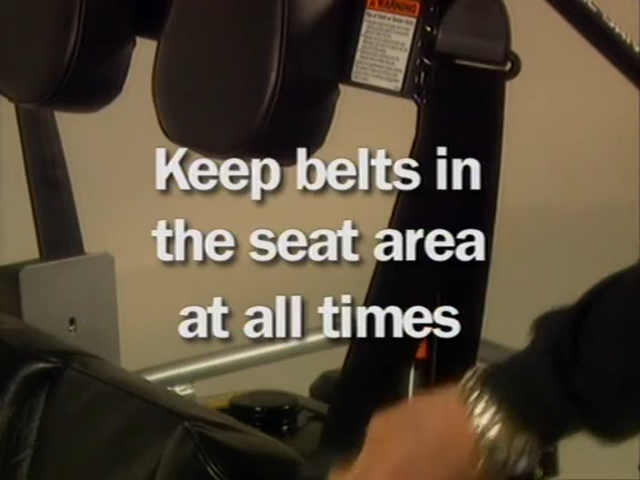 WARNING
Keep belts in
the seat area
at all times